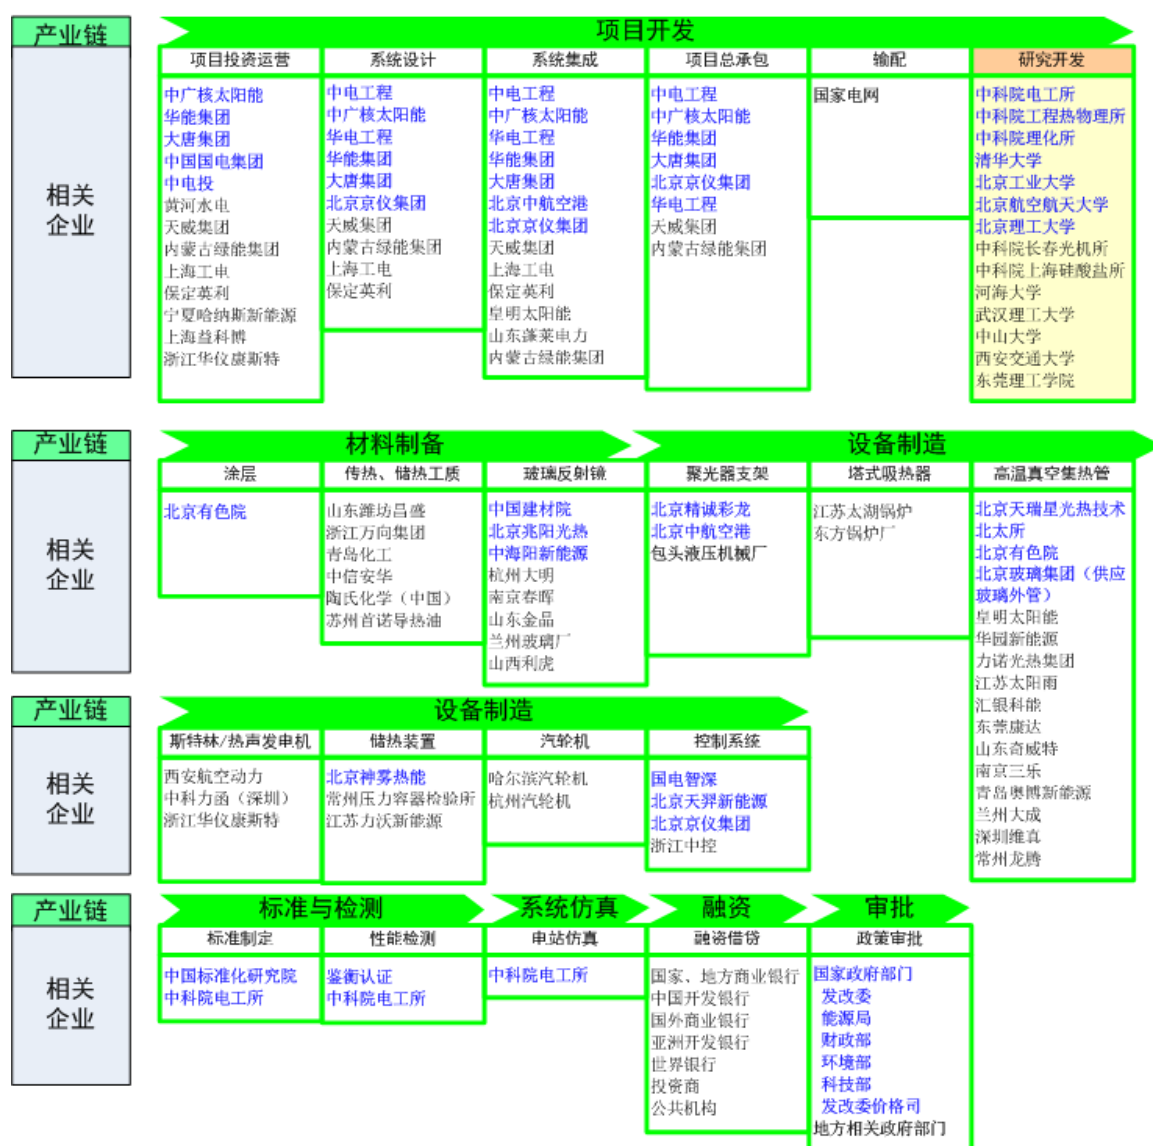 产业链
项目开发
相关
企业
项目投资运营
中广核太阳能
华能集团
大唐集团
中国国电集团
中电投
黄河水电
天威集团
内蒙古绿能集团
上海工电
保定英利
宁夏哈纳斯新能源
上海益科博
浙江华仪康斯特
系统设计
中电工程
中广核太阳能
华电工程
华能集团
大唐集团
北京京仪集团
天威集团
内蒙古绿能集团
上海工电
保定英利
系统集成
中电工程
中广核太阳能
华电工程
华能集团
大唐集团
北京中航空港
北京京仪集团
天威集团
上海工电
保定英利
皇明太阳能
山东蓬莱电力
内蒙古绿能集团
项目总承包
中电工程
中广核太阳能
华能集团
大唐集团
北京京仪集团
华电工程
天威集团
内蒙古绿能集团
输配
国家电网
研究开发
中科院电工所
中科院工程热物理所
中科院理化所
清华大学
北京工业大学
北京航空航天大学
北京理工大学
中科院长春光机所
中科院上海硅酸盐所
河海大学
武汉理工大学
中山大学
西安交通大学
东莞理工学院
产业链
材料制备
设备制造
相关
企业
涂层
北京有色院
传热、储热工质
山东潍坊昌盛
浙江万向集团
青岛化工
中信安华
陶氏化学（中国）
苏州首诺导热油
玻璃反射镜
中国建材院
北京兆阳光热
中海阳新能源
杭州大明
南京春晖
山东金晶
兰州玻璃厂
山西利虎
聚光器支架
北京精诚彩龙
北京中航空港
包头液压机械厂
塔式吸热器
江苏太湖锅炉
东方锅炉厂
高温真空集热管
北京天瑞星光热技术
北太所
北京有色院
北京玻璃集团（供应
玻璃外管）
皇明太阳能
华园新能源
力诺光热集团
江苏太阳雨
汇银科能
东莞康达
山东奇威特
南京三乐
青岛奥博新能源
兰州大成
深圳维真
常州龙腾
产业链
设备制造
相关
企业
斯特林/热声发电机
西安航空动力
中科力函（深圳）
浙江华仪康斯特
储热装置
北京神雾热能
常州压力容器检验所
江苏力沃新能源
汽轮机
哈尔滨汽轮机
杭州汽轮机
控制系统
国电智深
北京天羿新能源
北京京仪集团
浙江中控
产业链
标准与检测
系统仿真
融资
审批
相关
企业
标准制定
中国标准化研究院
中科院电工所
性能检测
鉴衡认证
中科院电工所
电站仿真
中科院电工所
融资借贷
国家、地方商业银行
中国开发银行
国外商业银行
亚洲开发银行
世界银行
投资商
公共机构
政策审批
国家政府部门
发改委
能源局
财政部
环境部
科技部
发改委价格司
地方相关政府部门